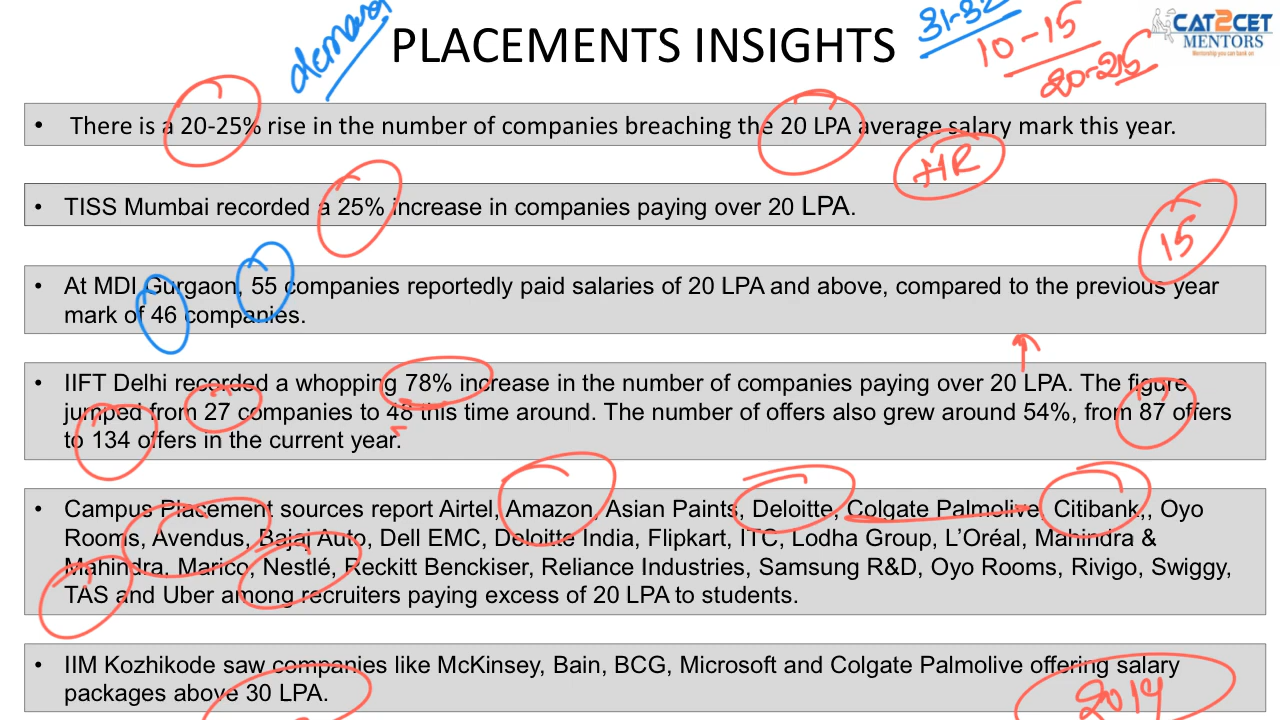 demand
31-32
10-15
20-25
CAT2CET
MENTORS
Mentorship you can bank on
PLACEMENTS INSIGHTS
• There is a 20-25% rise in the number of companies breaching the 20 LPA average salary mark this year.
HR
• TISS Mumbai recorded a 25% increase in companies paying over 20 LPA.
15
• At MDI Gurgaon, 55 companies reportedly paid salaries of 20 LPA and above, compared to the previous year
mark of 46 companies.
• IIFT Delhi recorded a whopping 78% increase in the number of companies paying over 20 LPA. The figure
jumped from 27 companies to 48 this time around. The number of offers also grew around 54%, from 87 offers
to 134 offers in the current year.
• Campus Placement sources report Airtel, Amazon, Asian Paints, Deloitte, Colgate Palmolive, Citibank,, Oyo
Rooms, Avendus, Bajaj Auto, Dell EMC, Deloitte India, Flipkart, ITC, Lodha Group, L’Oréal, Mahindra &
Mahindra, Marico, Nestlé, Reckitt Benckiser, Reliance Industries, Samsung R&D, Oyo Rooms, Rivigo, Swiggy,
TAS and Uber among recruiters paying excess of 20 LPA to students.
• IIM Kozhikode saw companies like McKinsey, Bain, BCG, Microsoft and Colgate Palmolive offering salary
packages above 30 LPA.
2019